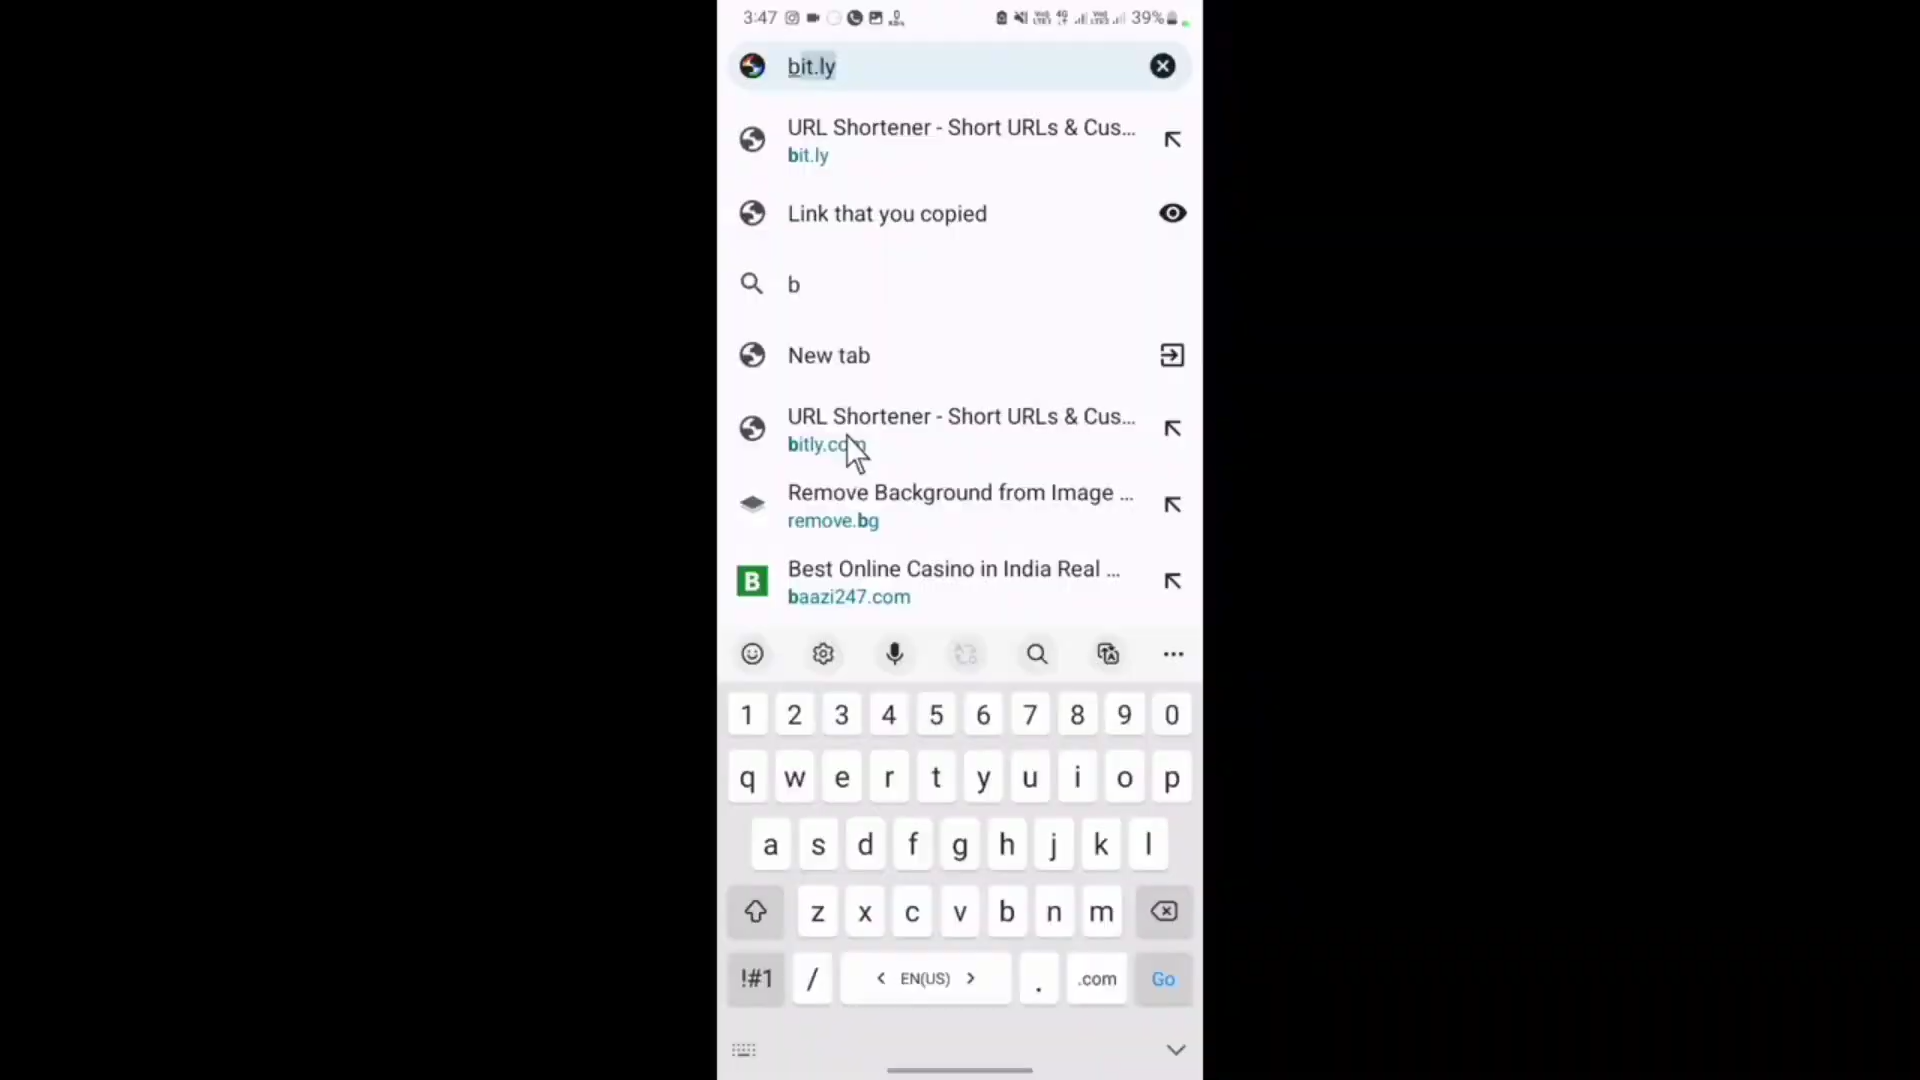 3:47
39%
bit.ly
URL Shortener - Short URLs & Cus...
bit.ly
Link that you copied
b
New tab
URL Shortener - Short URLs & Cus...
bitly.com
Remove Background from Image ...
remove.bg
B
Best Online Casino in India Real ...
baazi247.com
1 2 3 4 5 6 7 8 9 0
q w e r t y u i o p
a s d f g h j k l
z x c v b n m
!#1 / < EN(US) > . .com Go